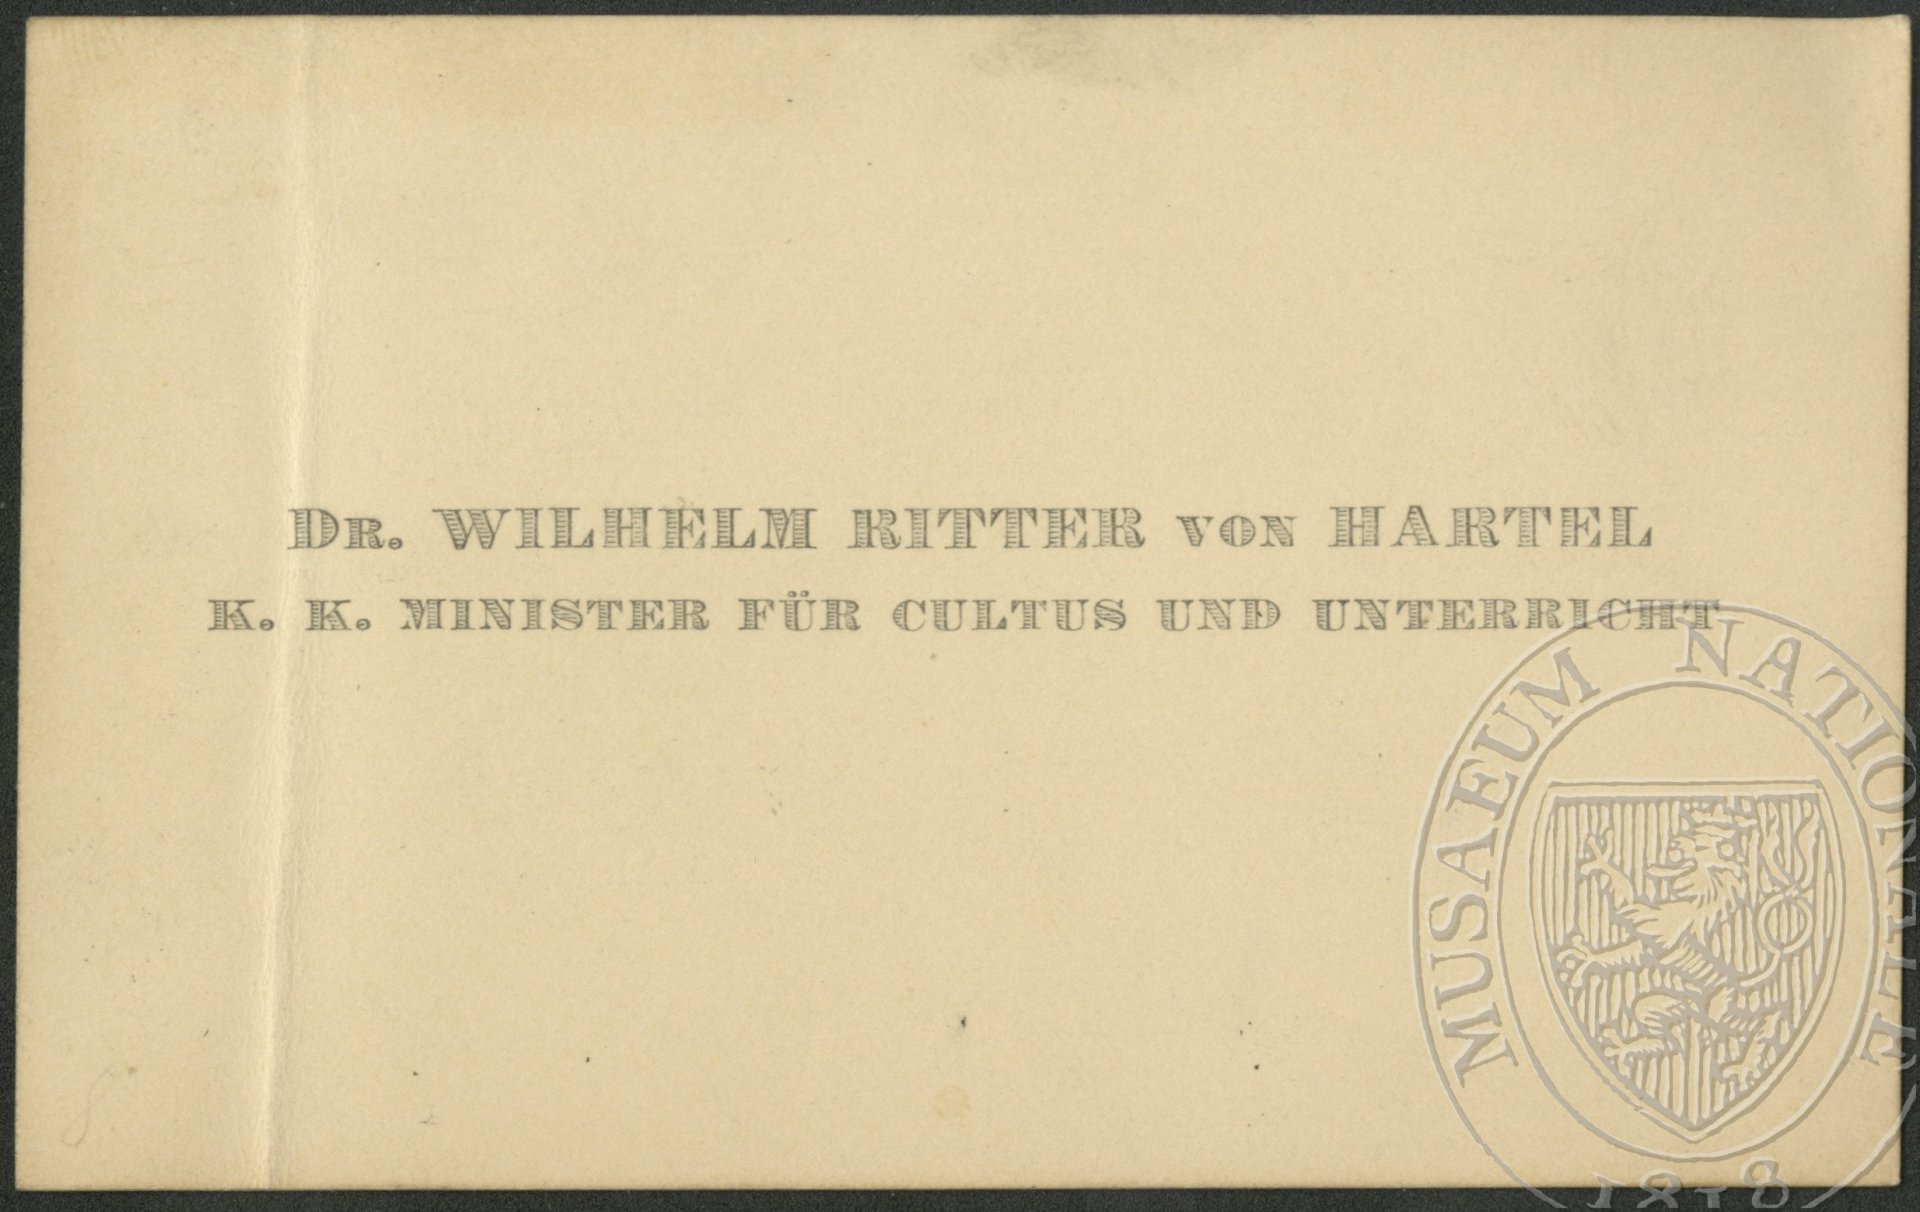 Dr. WILHELM RITTER VON HARTEL
K. K. MINISTER FÜR CULTUS UND UNTERRICHT
MUSAEUM NATIONALE
1818